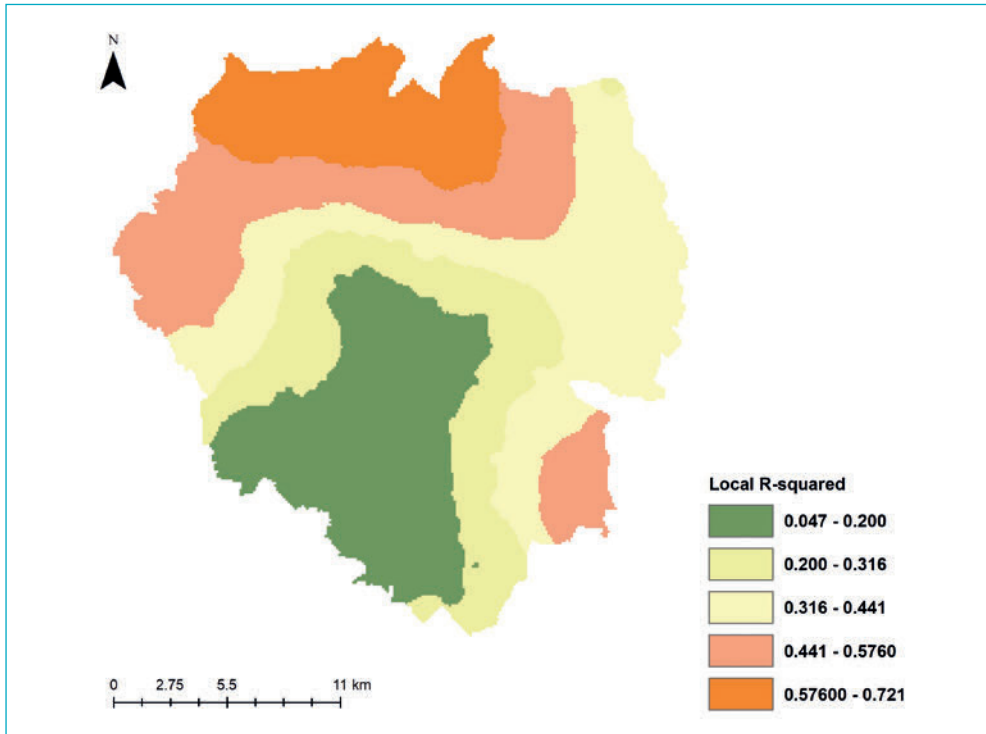 N
Local R-squared
0.047 - 0.200
0.200 - 0.316
0.316 - 0.441
0.441 - 0.5760
0.57600 - 0.721
0 2.75 5.5 11 km